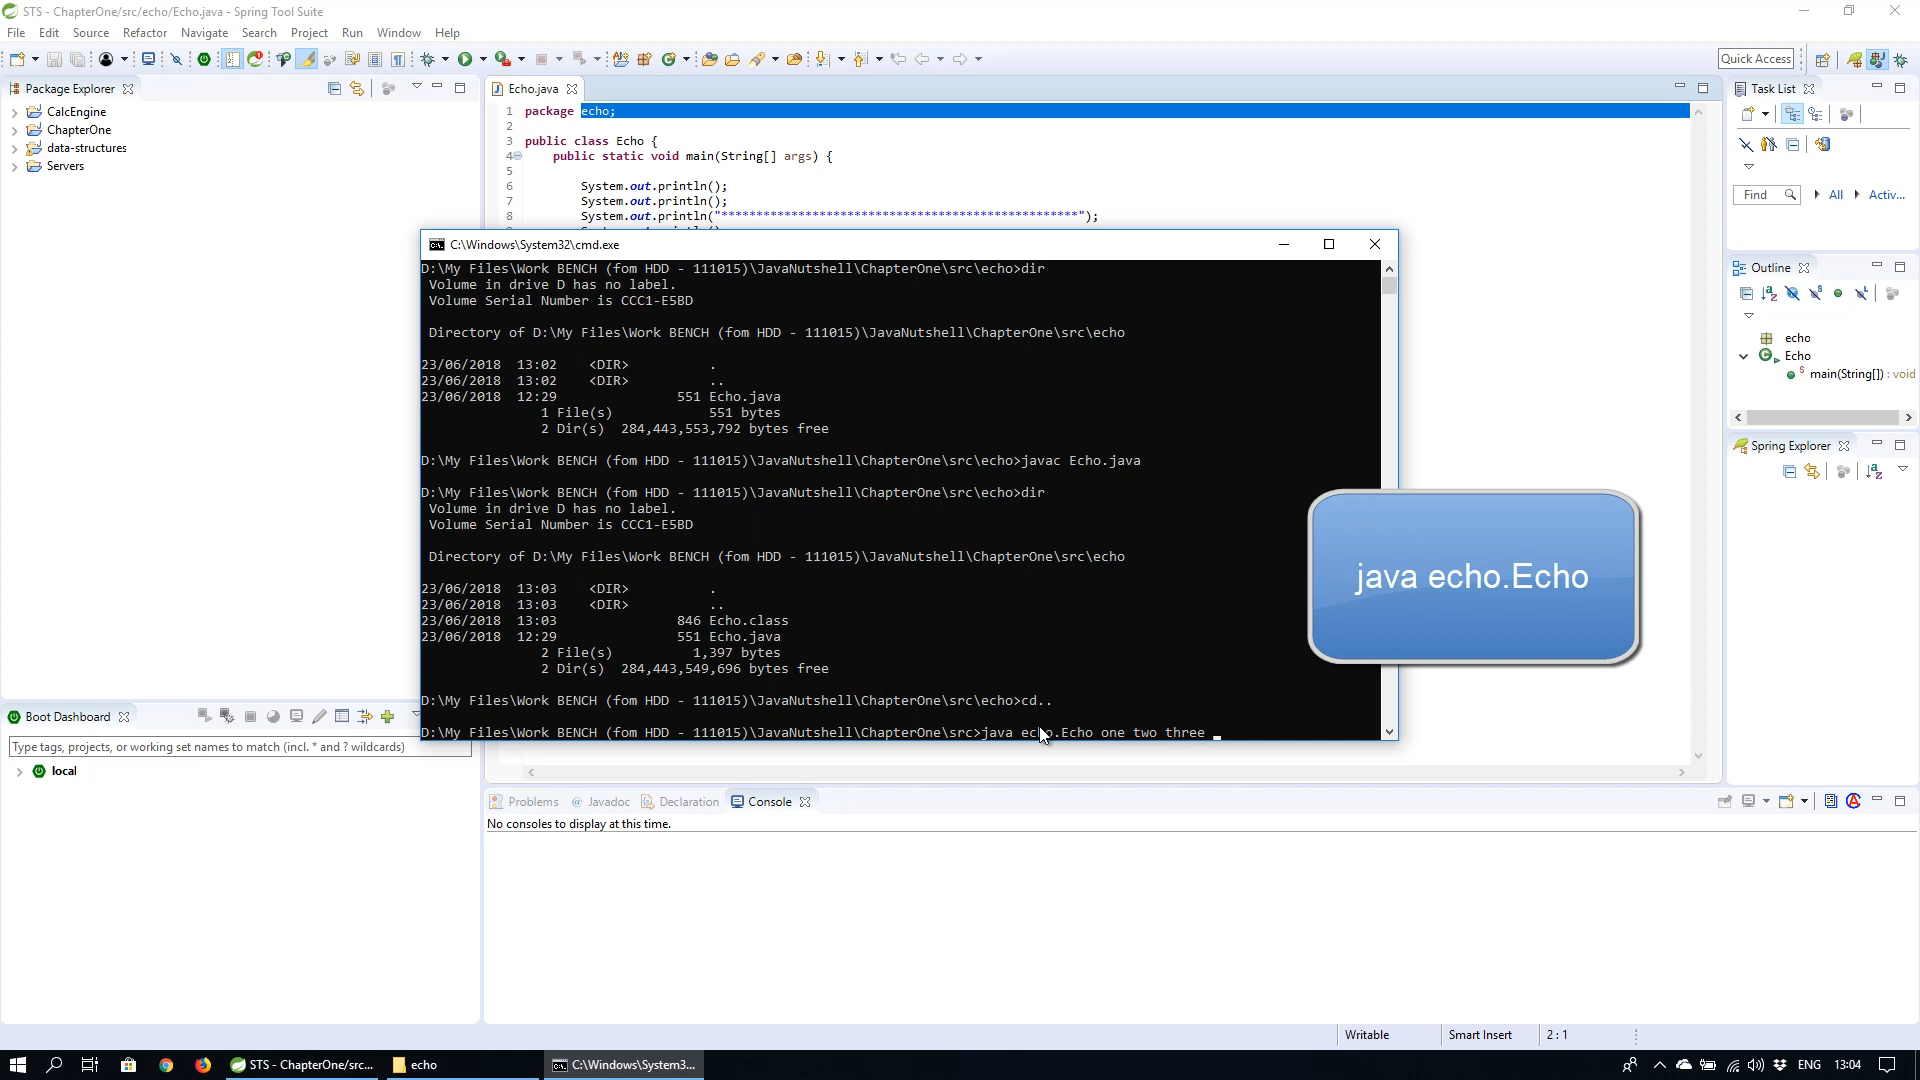 STS - ChapterOne/src/echo/Echo.java - Spring Tool Suite
File Edit Source Refactor Navigate Search Project Run Window Help
Quick Access
Package Explorer
CalcEngine
ChapterOne
data-structures
Servers
Echo.java
1 package echo;
2
3 public class Echo {
4 public static void main(String[] args) {
5
6 System.out.println();
7 System.out.println();
8 System.out.println("***************************************************");
C:\Windows\System32\cmd.exe
D:\My Files\Work BENCH (fom HDD - 111015)\JavaNutshell\ChapterOne\src\echo>dir
Volume in drive D has no label.
Volume Serial Number is CCC1-E5BD
Directory of D:\My Files\Work BENCH (fom HDD - 111015)\JavaNutshell\ChapterOne\src\echo
23/06/2018 13:02 <DIR> .
23/06/2018 13:02 <DIR> ..
23/06/2018 12:29 551 Echo.java
1 File(s) 551 bytes
2 Dir(s) 284,443,553,792 bytes free
D:\My Files\Work BENCH (fom HDD - 111015)\JavaNutshell\ChapterOne\src\echo>javac Echo.java
D:\My Files\Work BENCH (fom HDD - 111015)\JavaNutshell\ChapterOne\src\echo>dir
Volume in drive D has no label.
Volume Serial Number is CCC1-E5BD
Directory of D:\My Files\Work BENCH (fom HDD - 111015)\JavaNutshell\ChapterOne\src\echo
23/06/2018 13:03 <DIR> .
23/06/2018 13:03 <DIR> ..
23/06/2018 13:03 846 Echo.class
23/06/2018 12:29 551 Echo.java
2 File(s) 1,397 bytes
2 Dir(s) 284,443,549,696 bytes free
D:\My Files\Work BENCH (fom HDD - 111015)\JavaNutshell\ChapterOne\src\echo>cd..
D:\My Files\Work BENCH (fom HDD - 111015)\JavaNutshell\ChapterOne\src>java echo.Echo one two three _
java echo.Echo
Task List
Find All Activ...
Outline
echo
Echo
main(String[]) : void
Spring Explorer
Boot Dashboard
Type tags, projects, or working set names to match (incl. * and ? wildcards)
local
Problems @ Javadoc Declaration Console
No consoles to display at this time.
Writable Smart Insert 2 : 1
STS - ChapterOne/src... echo C:\Windows\System3... ENG 13:04